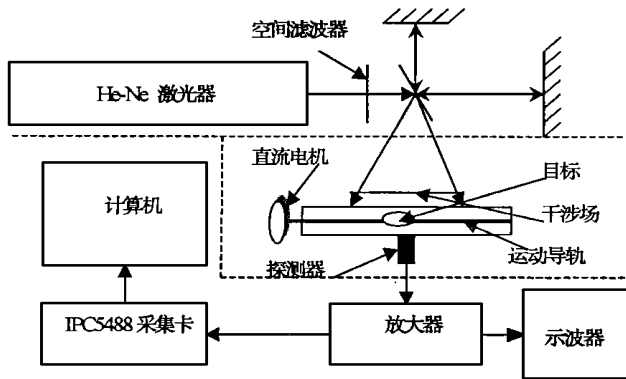 空间滤波器
He-Ne 激光器
直流电机
目标
计算机
干涉场
运动导轨
探测器
IPC5488 采集卡
放大器
示波器